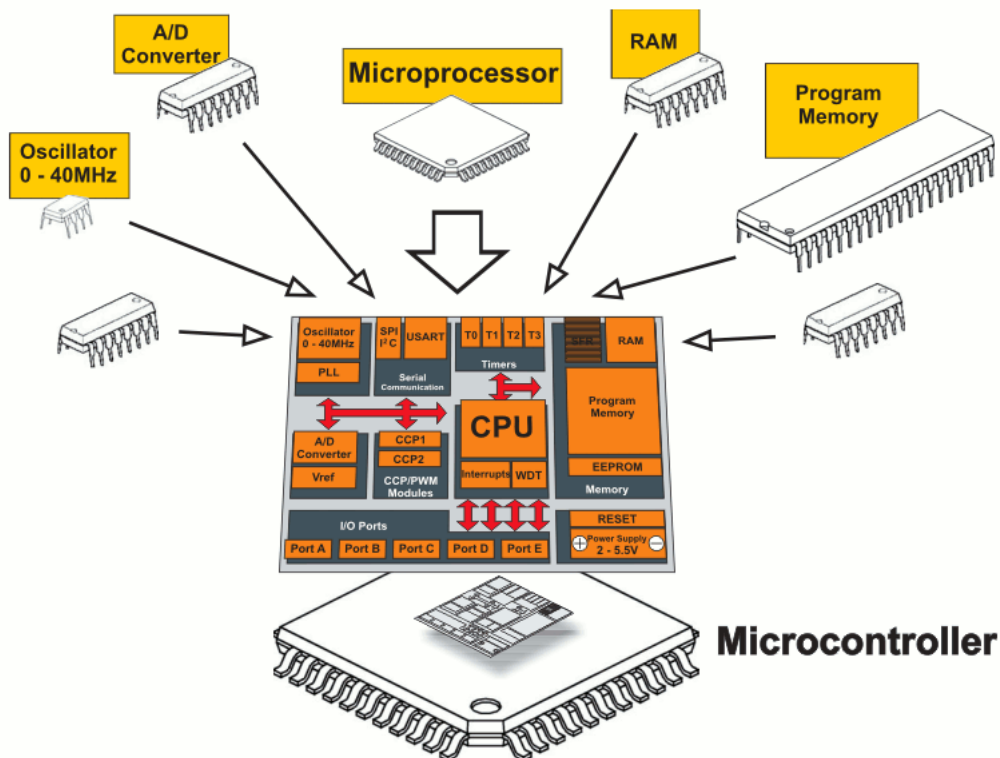 A/D
Converter
Microprocessor
RAM
Program
Memory
Oscillator
0 - 40MHz
Oscillator
0 - 40MHz
PLL
SPI
I²C
USART
Serial
Communication
T0
T1
T2
T3
Timers
SFR
RAM
Program
Memory
EEPROM
Memory
A/D
Converter
Vref
CCP1
CCP2
CCP/PWM
Modules
CPU
Interrupts
WDT
I/O Ports
Port A
Port B
Port C
Port D
Port E
RESET
+
Power Supply
2 - 5.5V
−
Microcontroller